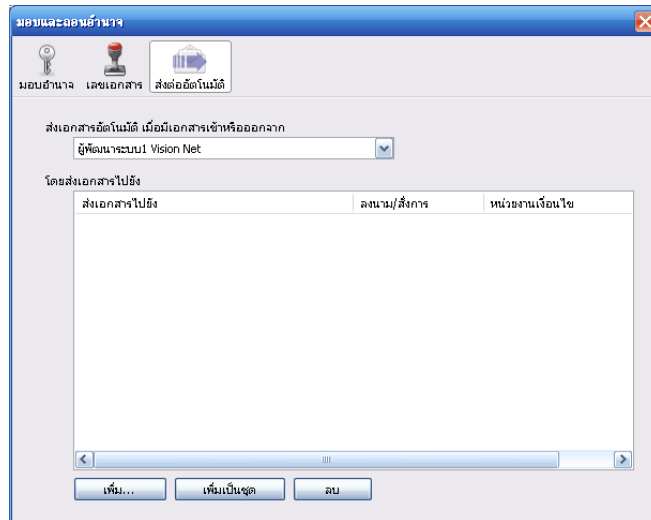 มอบและถอนอำนาจ
มอบอำนาจ เลขเอกสาร ส่งต่ออัตโนมัติ
ส่งเอกสารอัตโนมัติ เมื่อมีเอกสารเข้าหรือออกจาก
ผู้พัฒนาระบบ1 Vision Net
โดยส่งเอกสารไปยัง
ส่งเอกสารไปยัง ลงนาม/สั่งการ หน่วยงานเงื่อนไข
เพิ่ม... เพิ่มเป็นชุด ลบ